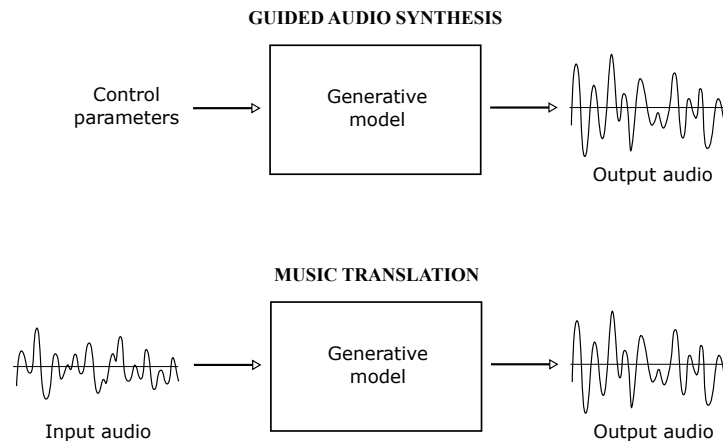 GUIDED AUDIO SYNTHESIS
Control
parameters
Generative
model
Output audio
MUSIC TRANSLATION
Generative
model
Input audio
Output audio